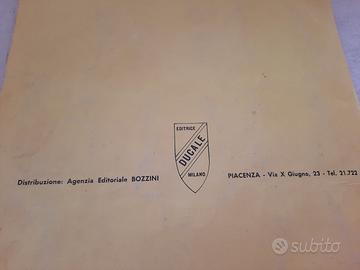 EDITRICE
DUCALE
MILANO
Distribuzione: Agenzia Editoriale BOZZINI
PIACENZA - Via X Giugno, 23 - Tel. 21.722
subito